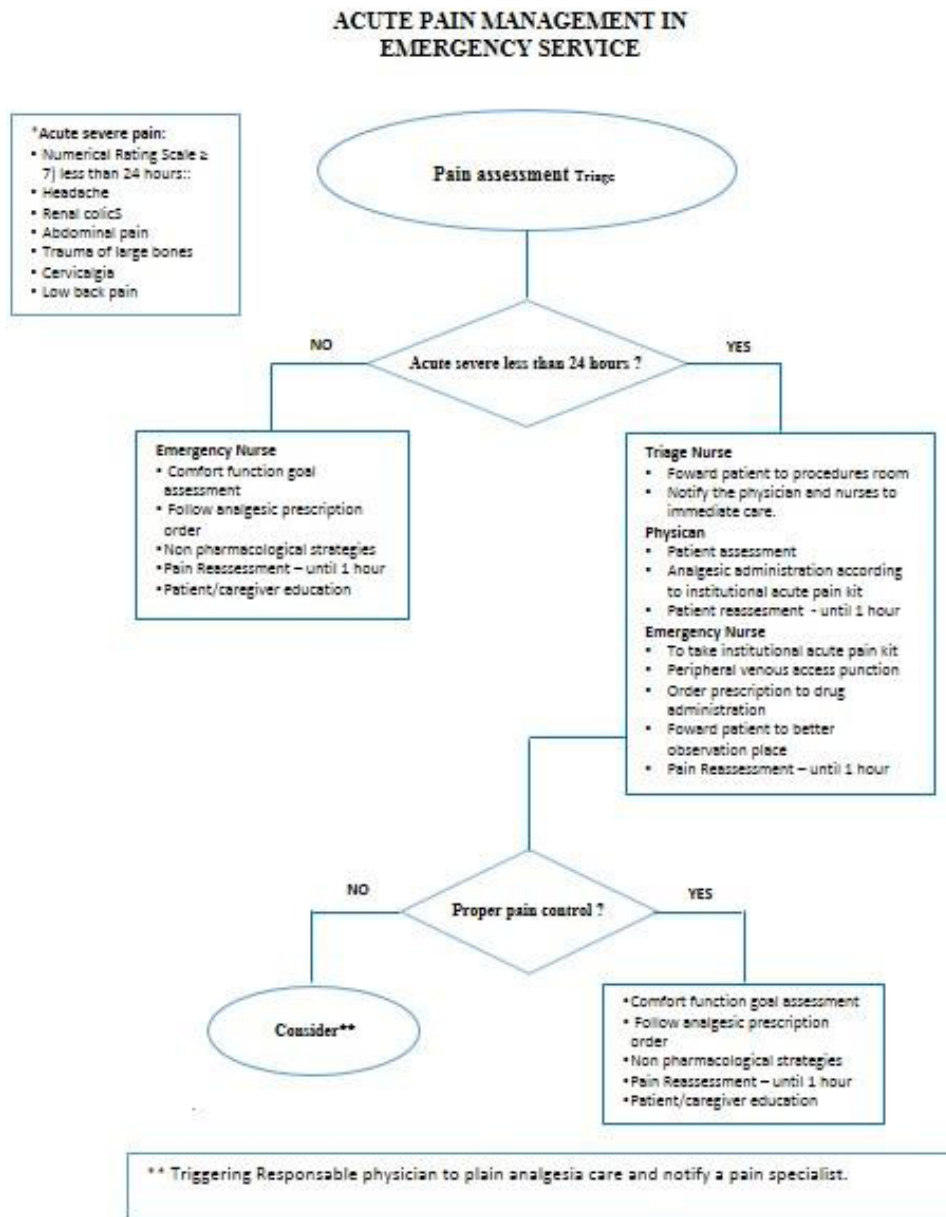 ACUTE PAIN MANAGEMENT IN
EMERGENCY SERVICE
*Acute severe pain:
• Numerical Rating Scale ≥
7) less than 24 hours::
• Headache
• Renal colicS
• Abdominal pain
• Trauma of large bones
• Cervicalgia
• Low back pain
Pain assessment Triage
Acute severe less than 24 hours ?
NO
YES
Emergency Nurse
• Comfort function goal
assessment
• Follow analgesic prescription
order
• Non pharmacological strategies
• Pain Reassessment – until 1 hour
• Patient/caregiver education
Triage Nurse
• Foward patient to procedures room
• Notify the physician and nurses to
immediate care.
Physican
• Patient assessment
• Analgesic administration according
to institutional acute pain kit
• Patient reassesment - until 1 hour
Emergency Nurse
• To take institutional acute pain kit
• Peripheral venous access punction
• Order prescription to drug
administration
• Foward patient to better
observation place
• Pain Reassessment – until 1 hour
Proper pain control ?
NO
YES
Consider**
• Comfort function goal assessment
• Follow analgesic prescription
order
• Non pharmacological strategies
• Pain Reassessment – until 1 hour
• Patient/caregiver education
** Triggering Responsable physician to plain analgesia care and notify a pain specialist.